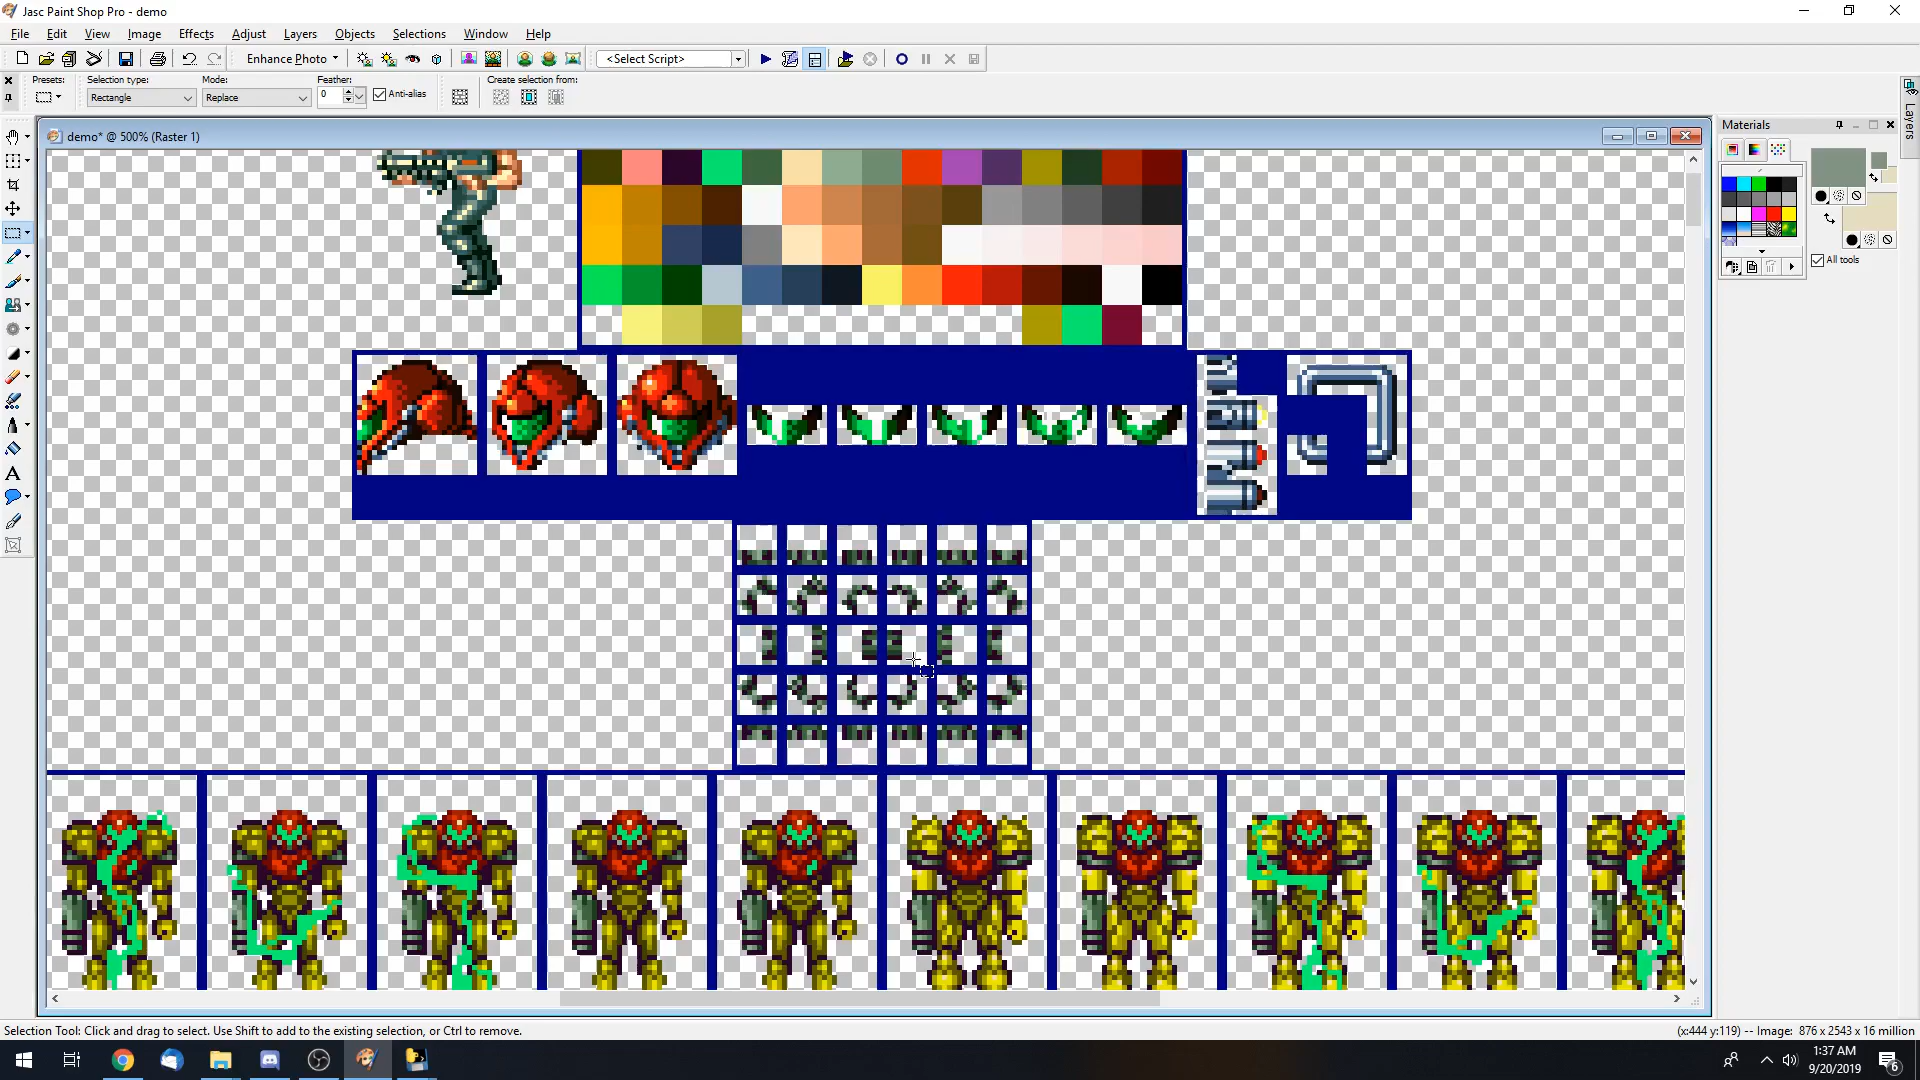 Jasc Paint Shop Pro - demo
File Edit View Image Effects Adjust Layers Objects Selections Window Help
Enhance Photo <Select Script>
Presets: Selection type: Mode: Feather: Create selection from:
Rectangle Replace 0 Anti-alias
demo* @ 500% (Raster 1)
Materials
Layers
All tools
Selection Tool: Click and drag to select. Use Shift to add to the existing selection, or Ctrl to remove.
(x:444 y:119) -- Image: 876 x 2543 x 16 million
1:37 AM
9/20/2019
6